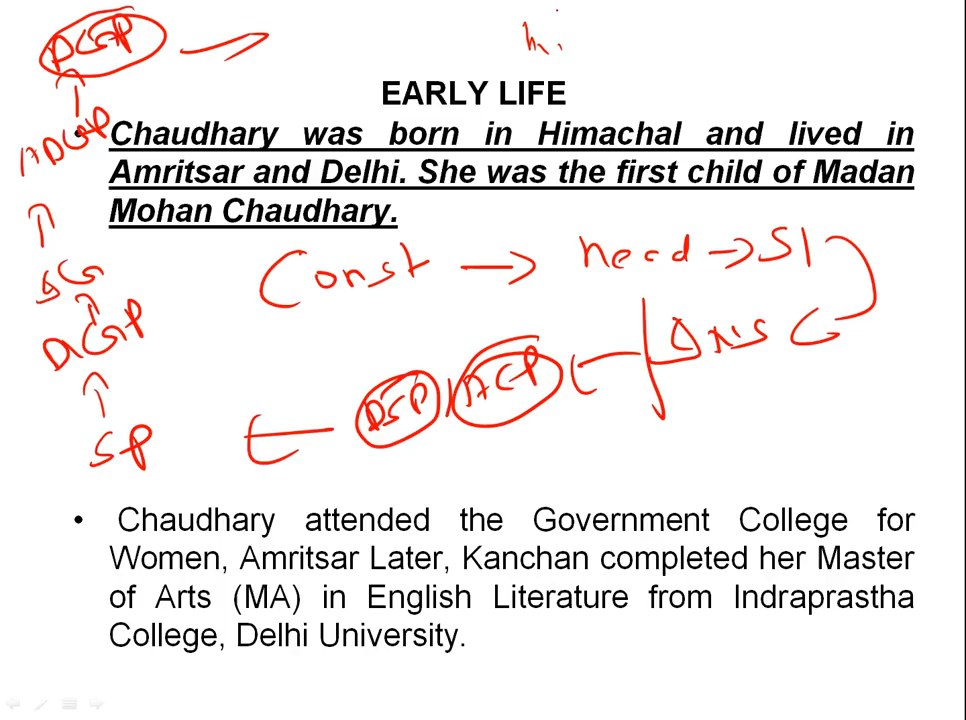 DGP
EARLY LIFE
ADGP
• Chaudhary was born in Himachal and lived in
Amritsar and Delhi. She was the first child of Madan
Mohan Chaudhary.
Const → head → SI
DIGP
DSP / ACP
SP
• Chaudhary attended the Government College for
Women, Amritsar Later, Kanchan completed her Master
of Arts (MA) in English Literature from Indraprastha
College, Delhi University.